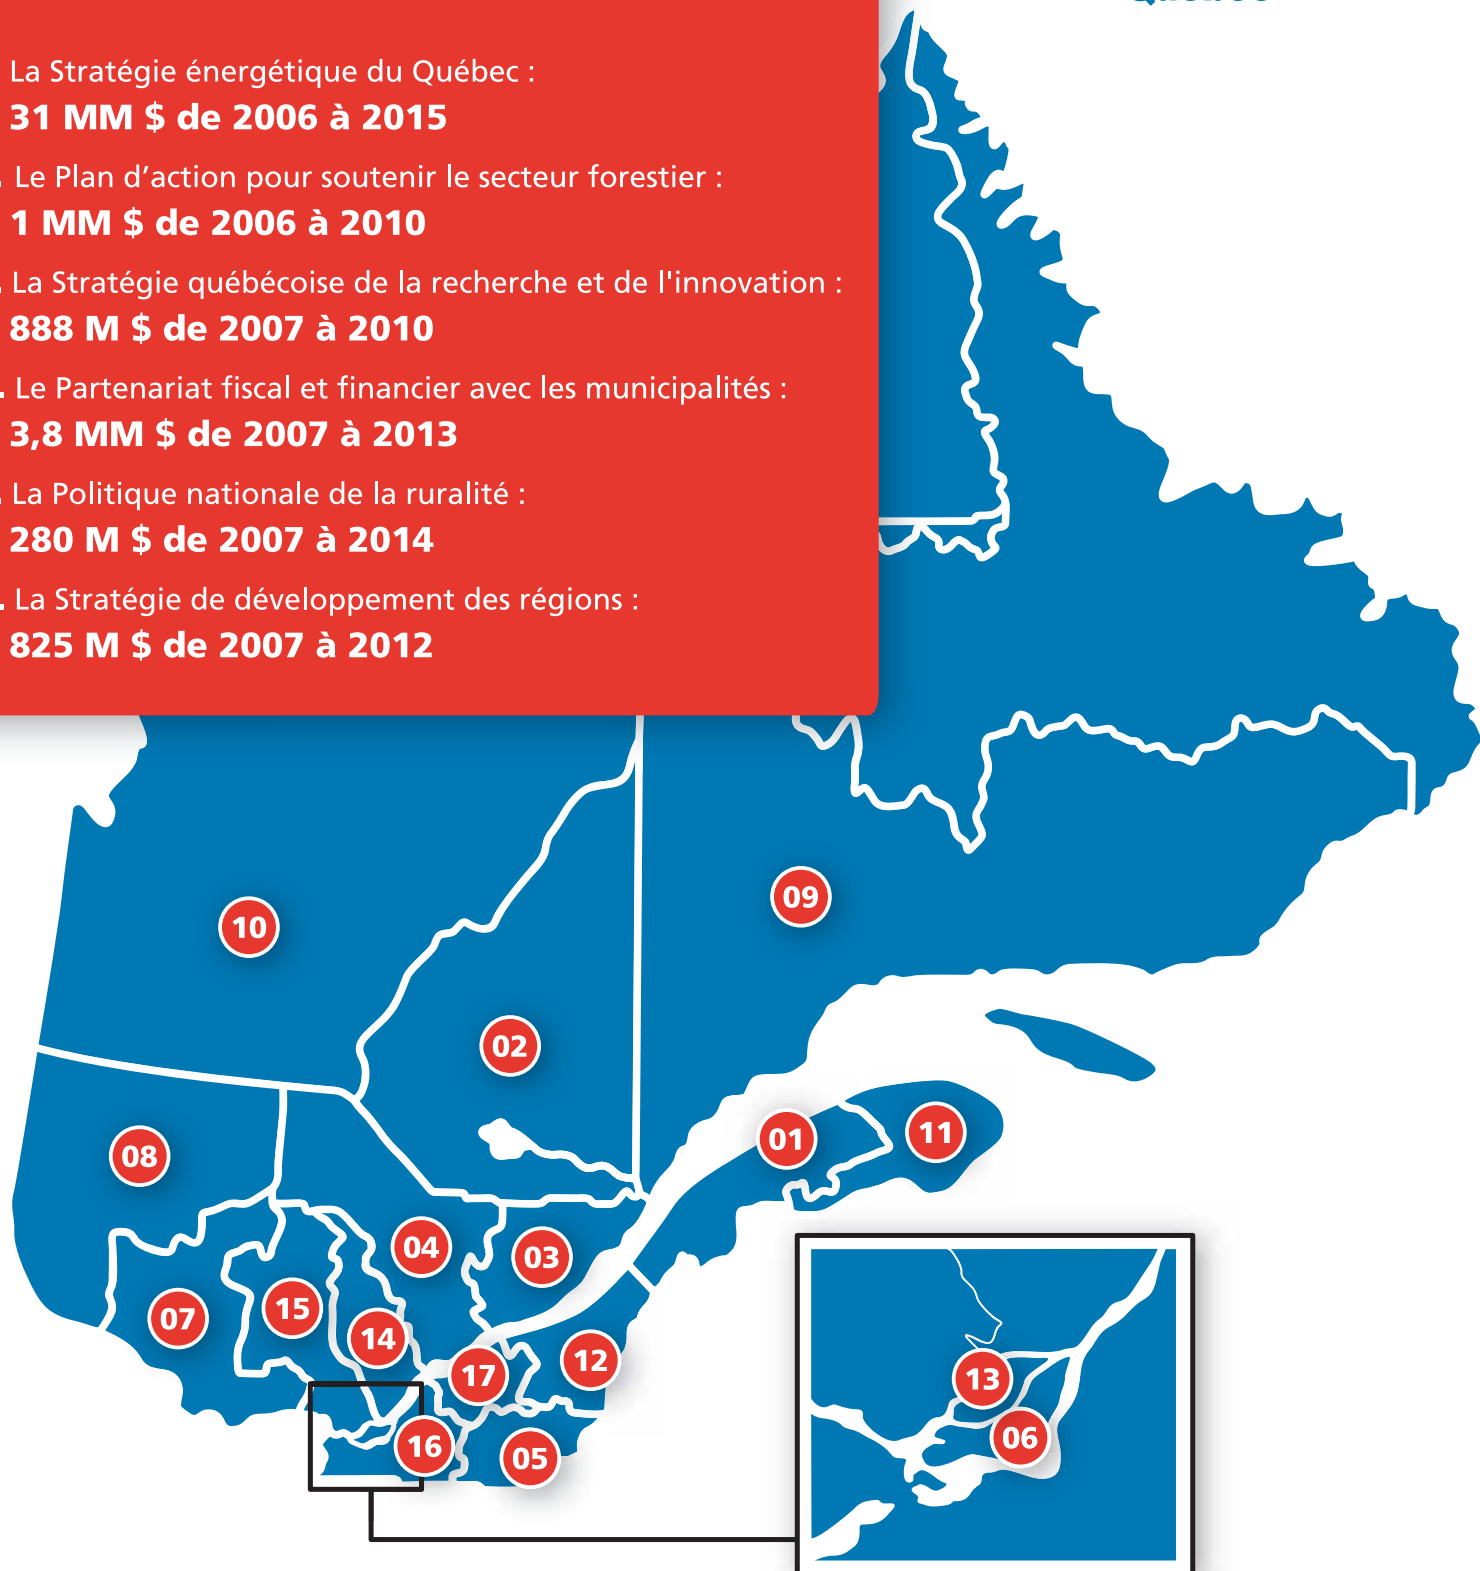 La Stratégie énergétique du Québec :
31 MM $ de 2006 à 2015
. Le Plan d’action pour soutenir le secteur forestier :
1 MM $ de 2006 à 2010
. La Stratégie québécoise de la recherche et de l'innovation :
888 M $ de 2007 à 2010
. Le Partenariat fiscal et financier avec les municipalités :
3,8 MM $ de 2007 à 2013
. La Politique nationale de la ruralité :
280 M $ de 2007 à 2014
. La Stratégie de développement des régions :
825 M $ de 2007 à 2012
09
10
02
01
11
08
04
03
15
07
14
12
17
16
05
13
06